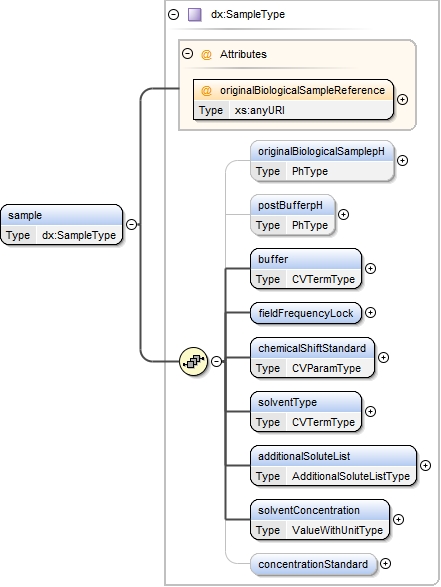 dx:SampleType
@ Attributes
@ originalBiologicalSampleReference
Type xs:anyURI
originalBiologicalSamplepH
Type PhType
postBufferpH
Type PhType
sample
Type dx:SampleType
buffer
Type CVTermType
fieldFrequencyLock
chemicalShiftStandard
Type CVParamType
solventType
Type CVTermType
additionalSoluteList
Type AdditionalSoluteListType
solventConcentration
Type ValueWithUnitType
concentrationStandard